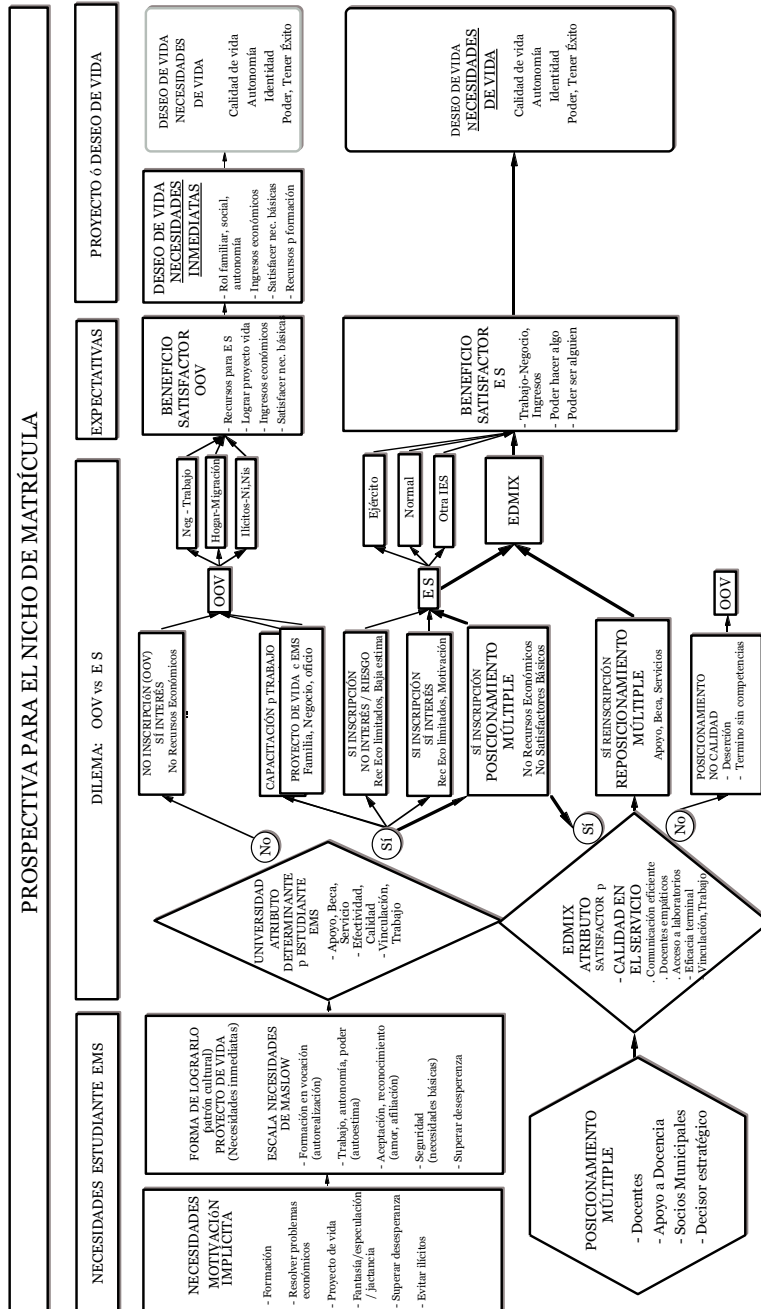 PROSPECTIVA PARA EL NICHO DE MATRÍCULA
NECESIDADES ESTUDIANTE EMS
DILEMA: OOV vs E S
EXPECTATIVAS
PROYECTO ó DESEO DE VIDA
NECESIDADES
MOTIVACIÓN
IMPLÍCITA
- Formación
- Resolver problemas
económicos
- Proyecto de vida
- Fantasía/especulación
/ jactancia
- Superar desesperanza
- Evitar ilícitos
FORMA DE LOGRARLO
(patrón cultural)
PROYECTO DE VIDA
(Necesidades inmediatas)
ESCALA NECESIDADES
DE MASLOW
- Formación en vocación
(autorealización)
- Trabajo, autonomía, poder
(autoestima)
- Aceptación, reconocimiento
(amor, afiliación)
- Seguridad
(necesidades básicas)
- Superar desesperenza
UNIVERSIDAD
ATRIBUTO
DETERMINANTE
p ESTUDIANTE
EMS
- Apoyo, Beca,
Servicio
- Efectividad,
Calidad
- Vinculación,
Trabajo
No
Sí
NO INSCRIPCIóN (OOV)
SÍ INTERÉS
No Recursos Económicos
CAPACITACIÓN p TRABAJO
PROYECTO DE VIDA c EMS
Familia, Negocio, oficio
SI INSCRIPCIÓN
NO INTERÉS / RIESGO
Rec Eco limitados, Baja estima
SI INSCRIPCIÓN
SÍ INTERÉS
Rec Eco limitados, Motivación
SÍ INSCRIPCIÓN
POSICIONAMIENTO
MÚLTIPLE
No Recursos Económicos
No Satisfactores Básicos
OOV
Neg - Trabajo
Hogar-Migración
Ilícitos-Ni,Nis
E S
Ejército
Normal
Otra IES
EDMIX
BENEFICIO
SATISFACTOR
OOV
- Recursos para E S
- Lograr proyecto vida
- Ingresos económicos
- Satisfacer nec. básicas
DESEO DE VIDA
NECESIDADES
INMEDIATAS
- Rol familiar, social,
autonomía
- Ingresos económicos
- Satisfacer nec. básicas
- Recursos p formación
DESEO DE VIDA
NECESIDADES
DE VIDA
Calidad de vida
Autonomía
Identidad
Poder, Tener Éxito
BENEFICIO
SATISFACTOR
E S
- Trabajo-Negocio,
Ingresos
- Poder hacer algo
- Poder ser alguien
DESEO DE VIDA
NECESIDADES
DE VIDA
Calidad de vida
Autonomía
Identidad
Poder, Tener Éxito
POSICIONAMIENTO
MÚLTIPLE
- Docentes
- Apoyo a Docencia
- Socios Municipales
- Decisor estratégico
EDMIX
ATRIBUTO
SATISFACTOR p
- CALIDAD EN
EL SERVICIO
. Comunicación eficiente
. Docentes empáticos
. Acceso a laboratorios
- Eficacia terminal
. Vinculación,Trabajo
Sí
No
SÍ REINSCRIPCIÓN
REPOSICIONAMIENTO
MÚLTIPLE
Apoyo, Beca, Servicios
POSICIONAMIENTO
NO CALIDAD
- Deserción
- Termino sin competencias
OOV